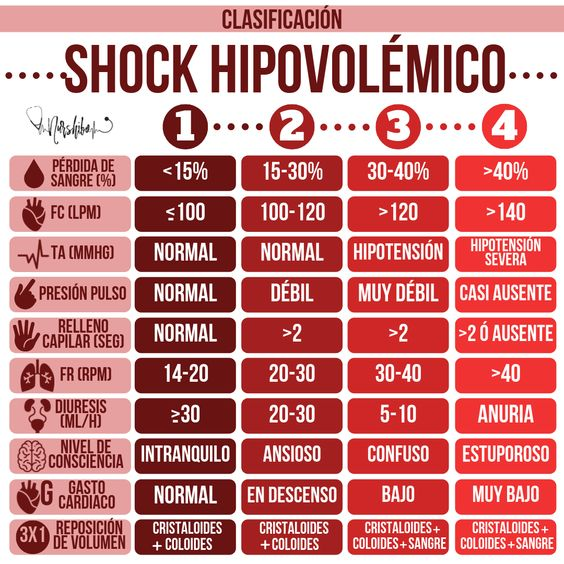 CLASIFICACIÓN
SHOCK HIPOVOLÉMICO
Nurshibo
1 2 3 4
PÉRDIDA DE SANGRE (%) <15% 15-30% 30-40% >40%
FC (LPM) ≤100 100-120 >120 >140
TA (MMHG) NORMAL NORMAL HIPOTENSIÓN HIPOTENSIÓN SEVERA
PRESIÓN PULSO NORMAL DÉBIL MUY DÉBIL CASI AUSENTE
RELLENO CAPILAR (SEG) NORMAL >2 >2 >2 Ó AUSENTE
FR (RPM) 14-20 20-30 30-40 >40
DIURESIS (ML/H) ≥30 20-30 5-10 ANURIA
NIVEL DE CONSCIENCIA INTRANQUILO ANSIOSO CONFUSO ESTUPOROSO
G GASTO CARDÍACO NORMAL EN DESCENSO BAJO MUY BAJO
3X1 REPOSICIÓN DE VOLUMEN CRISTALOIDES + COLOIDES CRISTALOIDES + COLOIDES CRISTALOIDES + COLOIDES + SANGRE CRISTALOIDES + COLOIDES + SANGRE